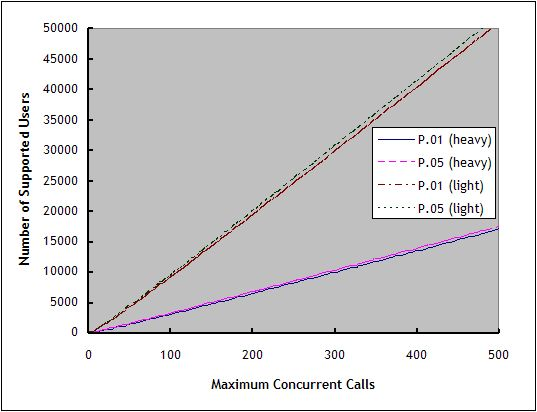 50000
45000
40000
35000
30000
25000
20000
15000
10000
5000
0
Number of Supported Users
P.01 (heavy)
P.05 (heavy)
P.01 (light)
P.05 (light)
0 100 200 300 400 500
Maximum Concurrent Calls